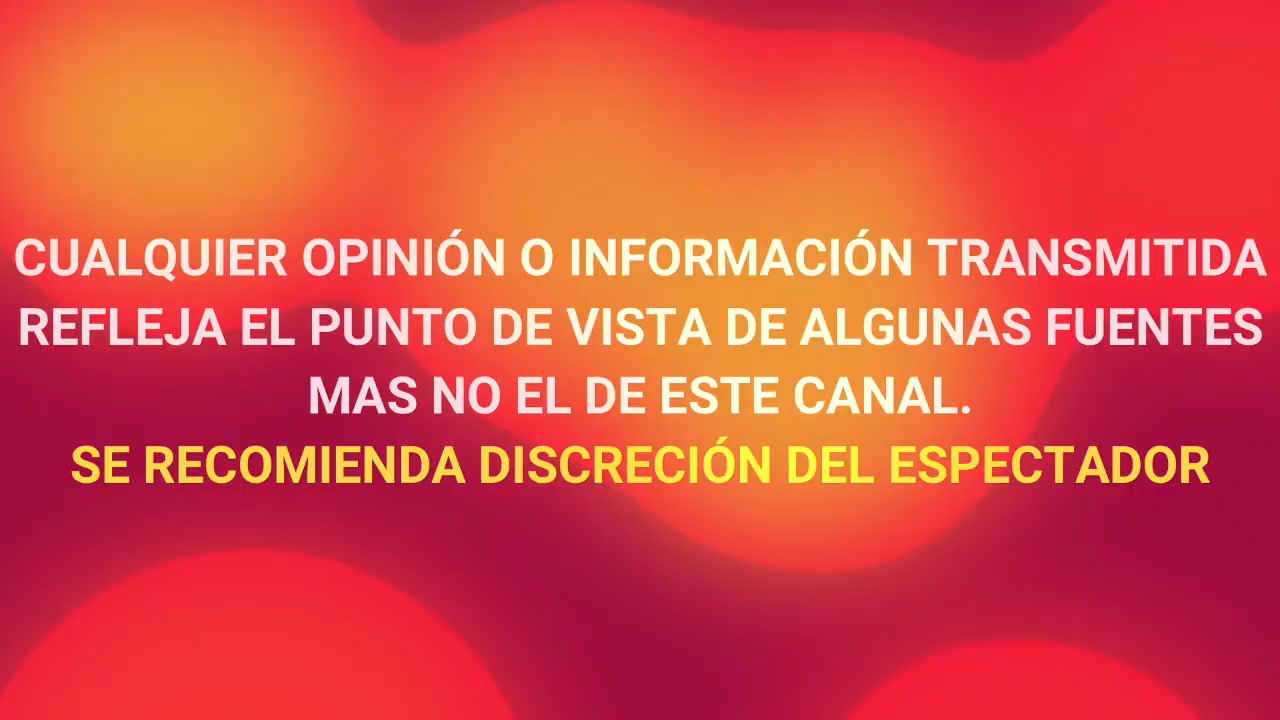 CUALQUIER OPINIÓN O INFORMACIÓN TRANSMITIDA
REFLEJA EL PUNTO DE VISTA DE ALGUNAS FUENTES
MAS NO EL DE ESTE CANAL.
SE RECOMIENDA DISCRECIÓN DEL ESPECTADOR